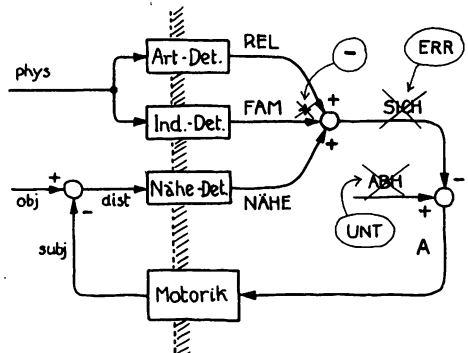 Art-Det.
REL
-
ERR
phys
+
SICH
Ind.-Det.
FAM
+
+
-
obj
-
dist
Nähe-Det.
NÄHE
ABH
+
UNT
subj
A
Motorik